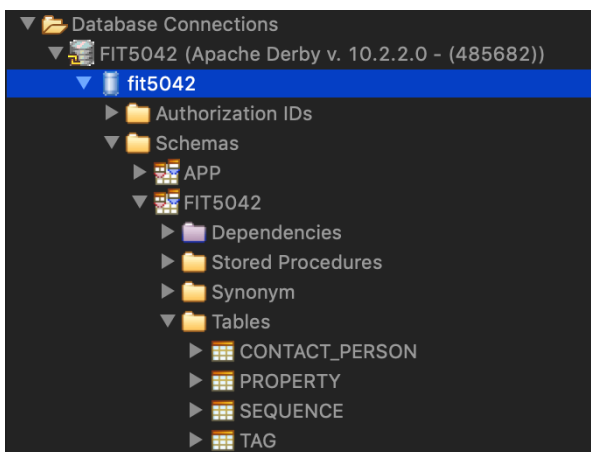 Database Connections
FIT5042 (Apache Derby v. 10.2.2.0 - (485682))
fit5042
Authorization IDs
Schemas
APP
FIT5042
Dependencies
Stored Procedures
Synonym
Tables
CONTACT_PERSON
PROPERTY
SEQUENCE
TAG